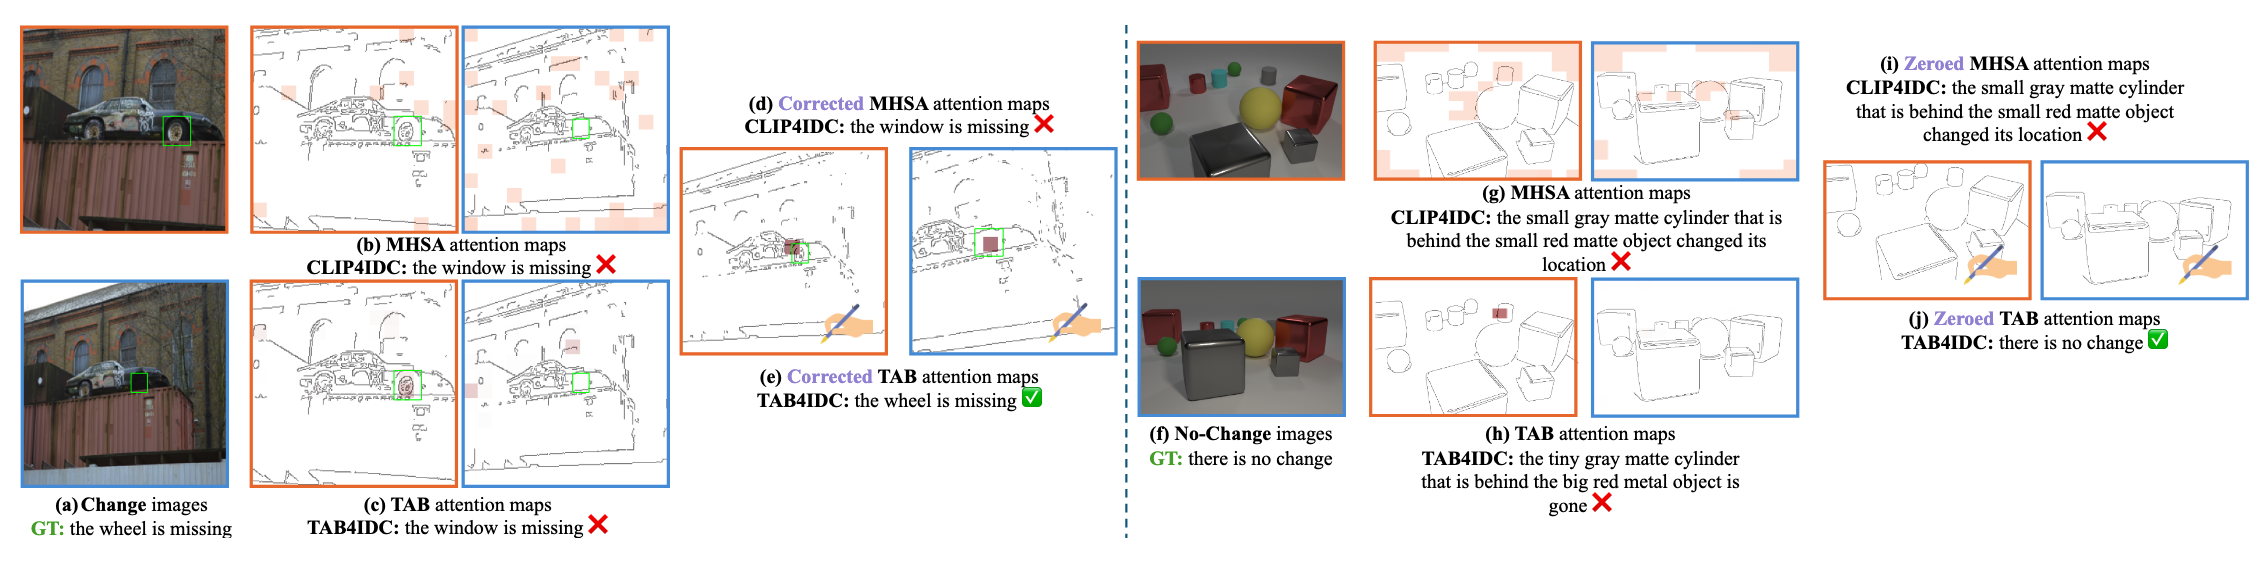 (a) Change images
GT: the wheel is missing
(b) MHSA attention maps
CLIP4IDC: the window is missing ❌
(c) TAB attention maps
TAB4IDC: the window is missing ❌
(d) Corrected MHSA attention maps
CLIP4IDC: the window is missing ❌
(e) Corrected TAB attention maps
TAB4IDC: the wheel is missing ✅
(f) No-Change images
GT: there is no change
(g) MHSA attention maps
CLIP4IDC: the small gray matte cylinder that is
behind the small red matte object changed its
location ❌
(h) TAB attention maps
TAB4IDC: the tiny gray matte cylinder
that is behind the big red metal object is
gone ❌
(i) Zeroed MHSA attention maps
CLIP4IDC: the small gray matte cylinder
that is behind the small red matte object
changed its location ❌
(j) Zeroed TAB attention maps
TAB4IDC: there is no change ✅